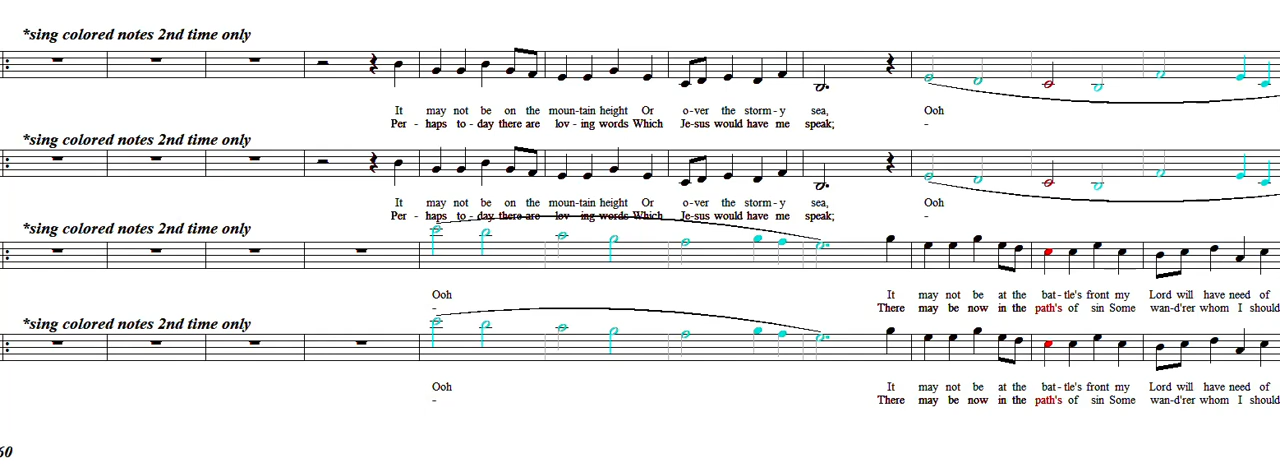 *sing colored notes 2nd time only
It may not be on the moun-tain height Or o-ver the storm-y sea, Ooh
Per-haps to-day there are lov-ing words Which Je-sus would have me speak; -
*sing colored notes 2nd time only
It may not be on the moun-tain height Or o-ver the storm-y sea, Ooh
Per-haps to-day there are lov-ing words Which Je-sus would have me speak; -
*sing colored notes 2nd time only
Ooh It may not be at the bat-tle's front my Lord will have need of
- There may be now in the path's of sin Some wan-d'rer whom I should
*sing colored notes 2nd time only
Ooh It may not be at the bat-tle's front my Lord will have need of
- There may be now in the path's of sin Some wan-d'rer whom I should
60